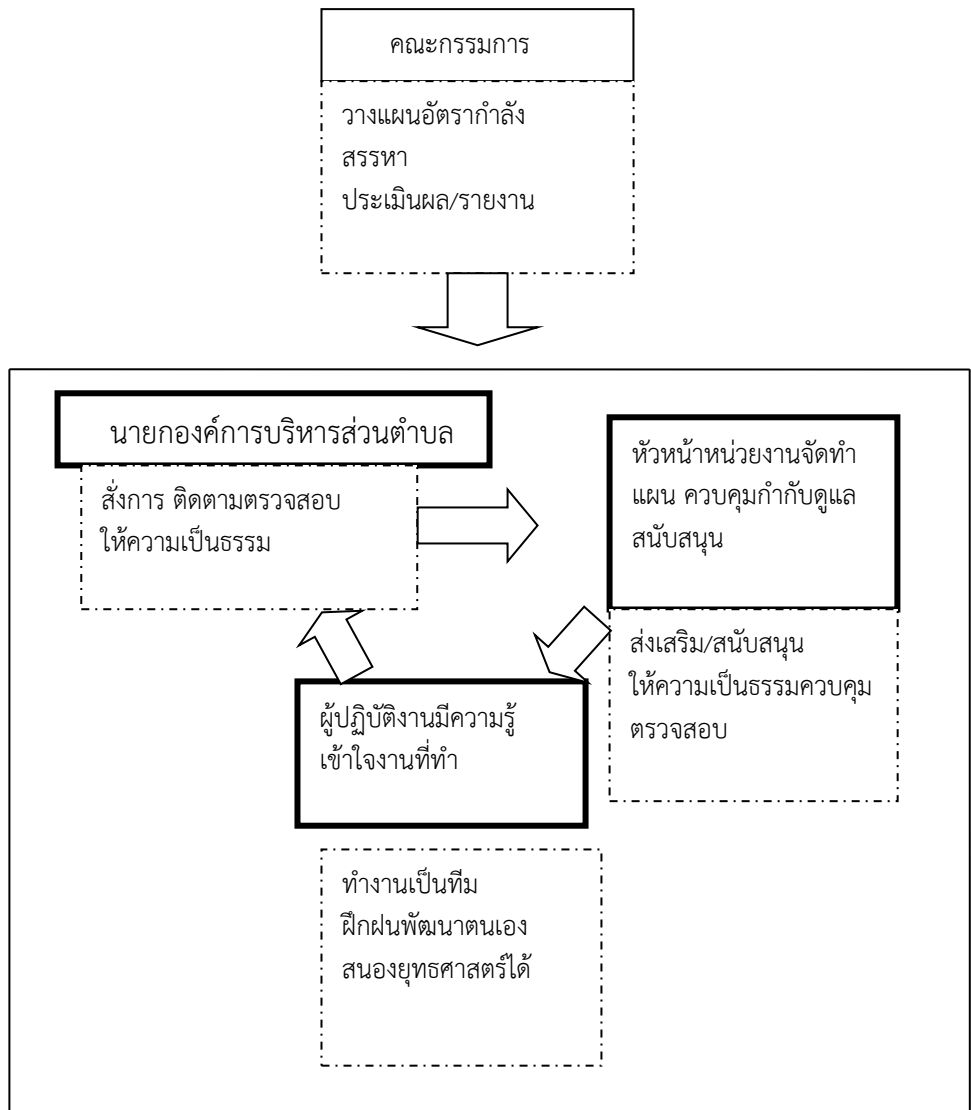 คณะกรรมการ
วางแผนอัตรากำลัง
สรรหา
ประเมินผล/รายงาน
นายกองค์การบริหารส่วนตำบล
สั่งการ ติดตามตรวจสอบ
ให้ความเป็นธรรม
หัวหน้าหน่วยงานจัดทำ
แผน ควบคุมกำกับดูแล
สนับสนุน
ส่งเสริม/สนับสนุน
ให้ความเป็นธรรมควบคุม
ตรวจสอบ
ผู้ปฏิบัติงานมีความรู้
เข้าใจงานที่ทำ
ทำงานเป็นทีม
ฝึกฝนพัฒนาตนเอง
สนองยุทธศาสตร์ได้